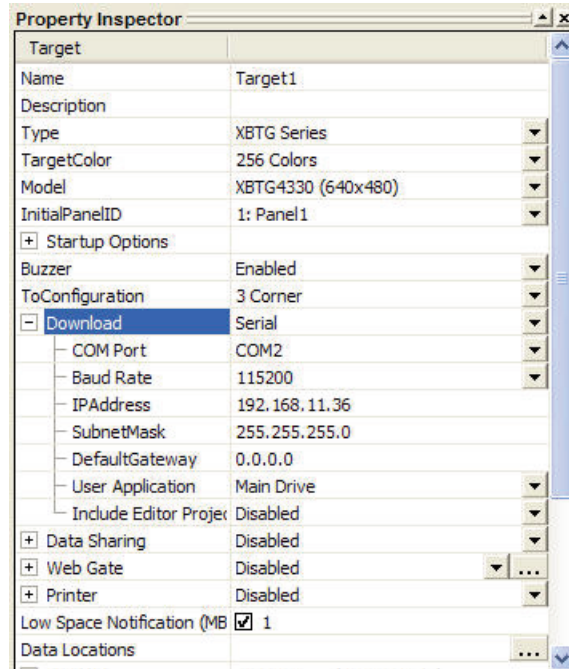 Property Inspector
Target
Name Target1
Description
Type XBTG Series
TargetColor 256 Colors
Model XBTG4330 (640x480)
InitialPanelID 1: Panel1
Startup Options
Buzzer Enabled
ToConfiguration 3 Corner
Download Serial
COM Port COM2
Baud Rate 115200
IPAddress 192.168.11.36
SubnetMask 255.255.255.0
DefaultGateway 0.0.0.0
User Application Main Drive
Include Editor Projec Disabled
Data Sharing Disabled
Web Gate Disabled ...
Printer Disabled
Low Space Notification (MB 1
Data Locations ...